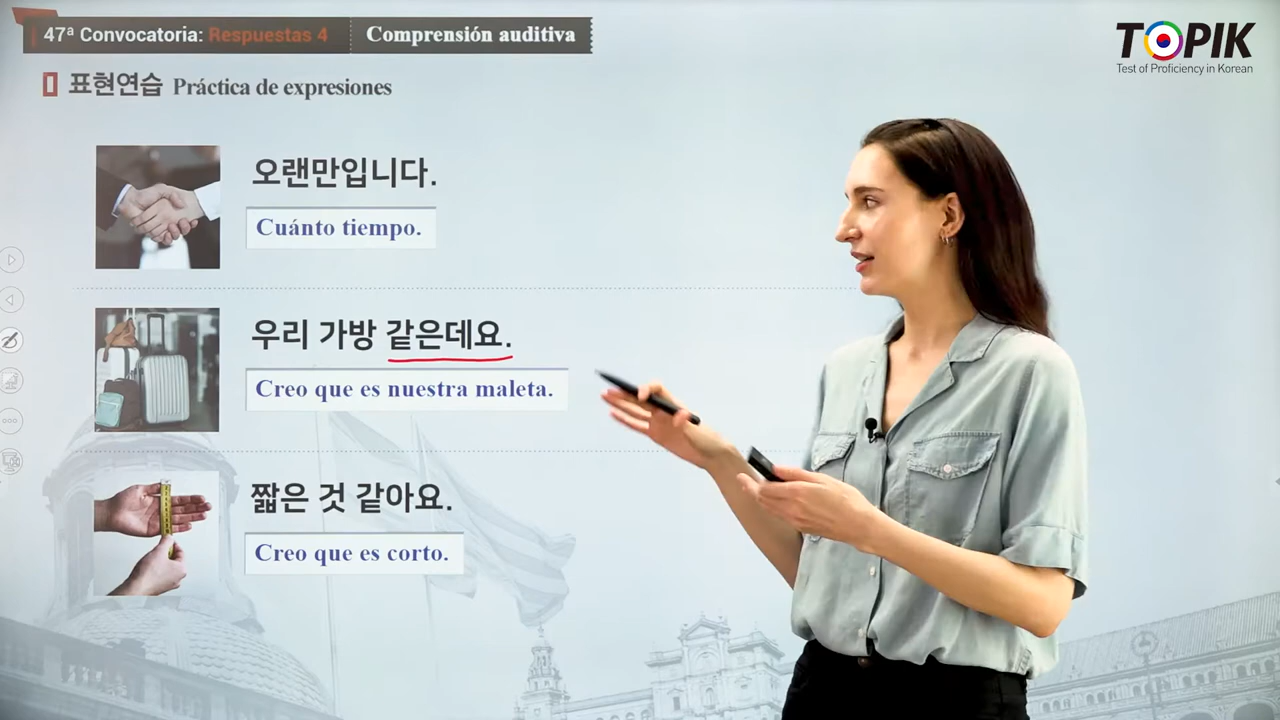 47ª Convocatoria: Respuestas 4 Comprensión auditiva
TOPIK
Test of Proficiency in Korean
표현연습 Práctica de expresiones
오랜만입니다.
Cuánto tiempo.
우리 가방 같은데요.
Creo que es nuestra maleta.
짧은 것 같아요.
Creo que es corto.